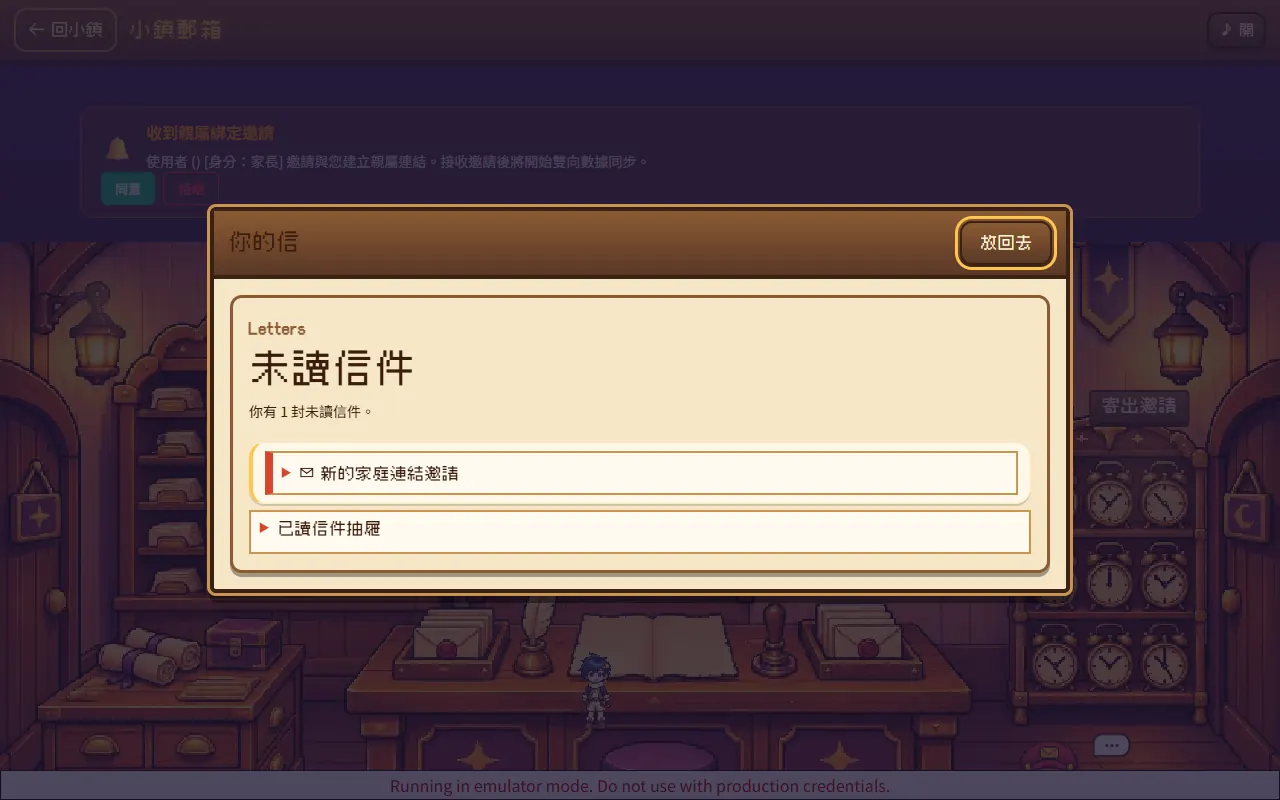 ← 回小鎮
小鎮郵箱
♪ 開
收到親屬綁定邀請
使用者 () [身分：家長] 邀請與您建立親屬連結。接收邀請後將開始雙向數據同步。
同意
拒絕
你的信
放回去
Letters
未讀信件
你有 1 封未讀信件。
新的家庭連結邀請
已讀信件抽屜
寄出邀請
Running in emulator mode. Do not use with production credentials.